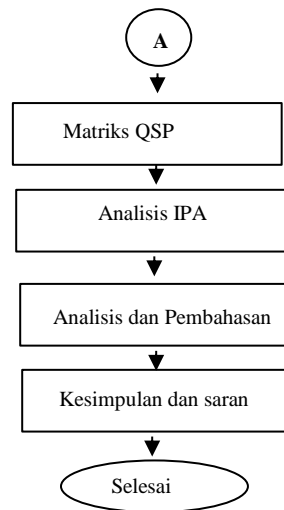 A
Matriks QSP
Analisis IPA
Analisis dan Pembahasan
Kesimpulan dan saran
Selesai